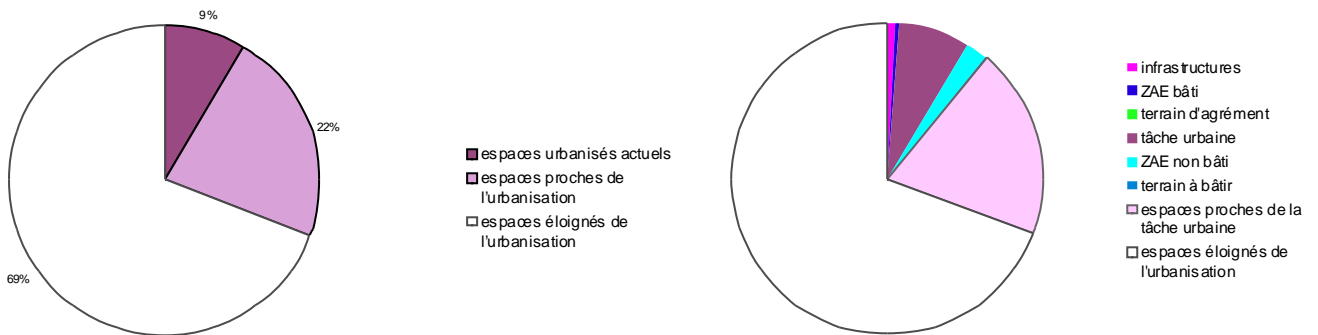 9%
22%
69%
espaces urbanisés actuels
espaces proches de
l'urbanisation
espaces éloignés de
l'urbanisation
infrastructures
ZAE bâti
terrain d'agrément
tâche urbaine
ZAE non bâti
terrain à bâtir
espaces proches de la
tâche urbaine
espaces éloignés de
l'urbanisation